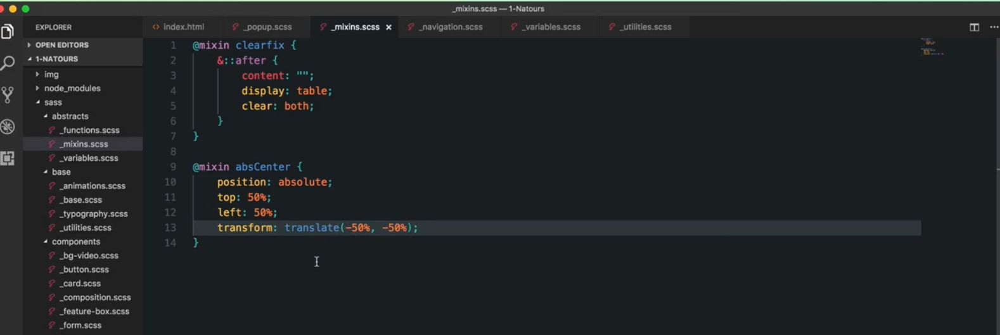 _mixins.scss — 1-Natours
EXPLORER
OPEN EDITORS
1-NATOURS
img
node_modules
sass
abstracts
_functions.scss
_mixins.scss
_variables.scss
base
_animations.scss
_base.scss
_typography.scss
_utilities.scss
components
_bg-video.scss
_button.scss
_card.scss
_composition.scss
_feature-box.scss
_form.scss
index.html _popup.scss _mixins.scss × _navigation.scss _variables.scss _utilities.scss
1 @mixin clearfix {
2 &::after {
3 content: "";
4 display: table;
5 clear: both;
6 }
7 }
8
9 @mixin absCenter {
10 position: absolute;
11 top: 50%;
12 left: 50%;
13 transform: translate(-50%, -50%);
14 }